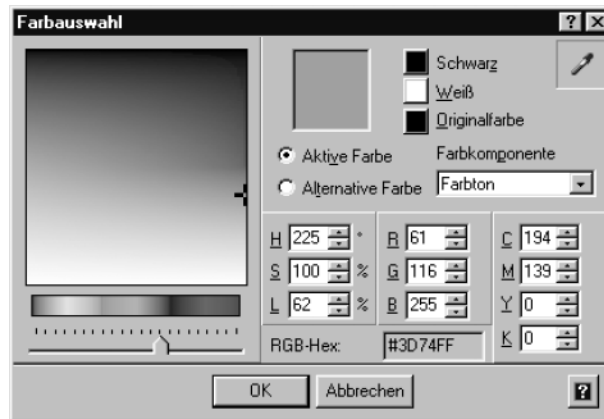 Farbauswahl ? ×
Schwarz
Weiß
Originalfarbe
Aktive Farbe
Alternative Farbe
Farbkomponente
Farbton
H 225 °
S 100 %
L 62 %
R 61
G 116
B 255
RGB-Hex: #3D74FF
C 194
M 139
Y 0
K 0
OK Abbrechen ?